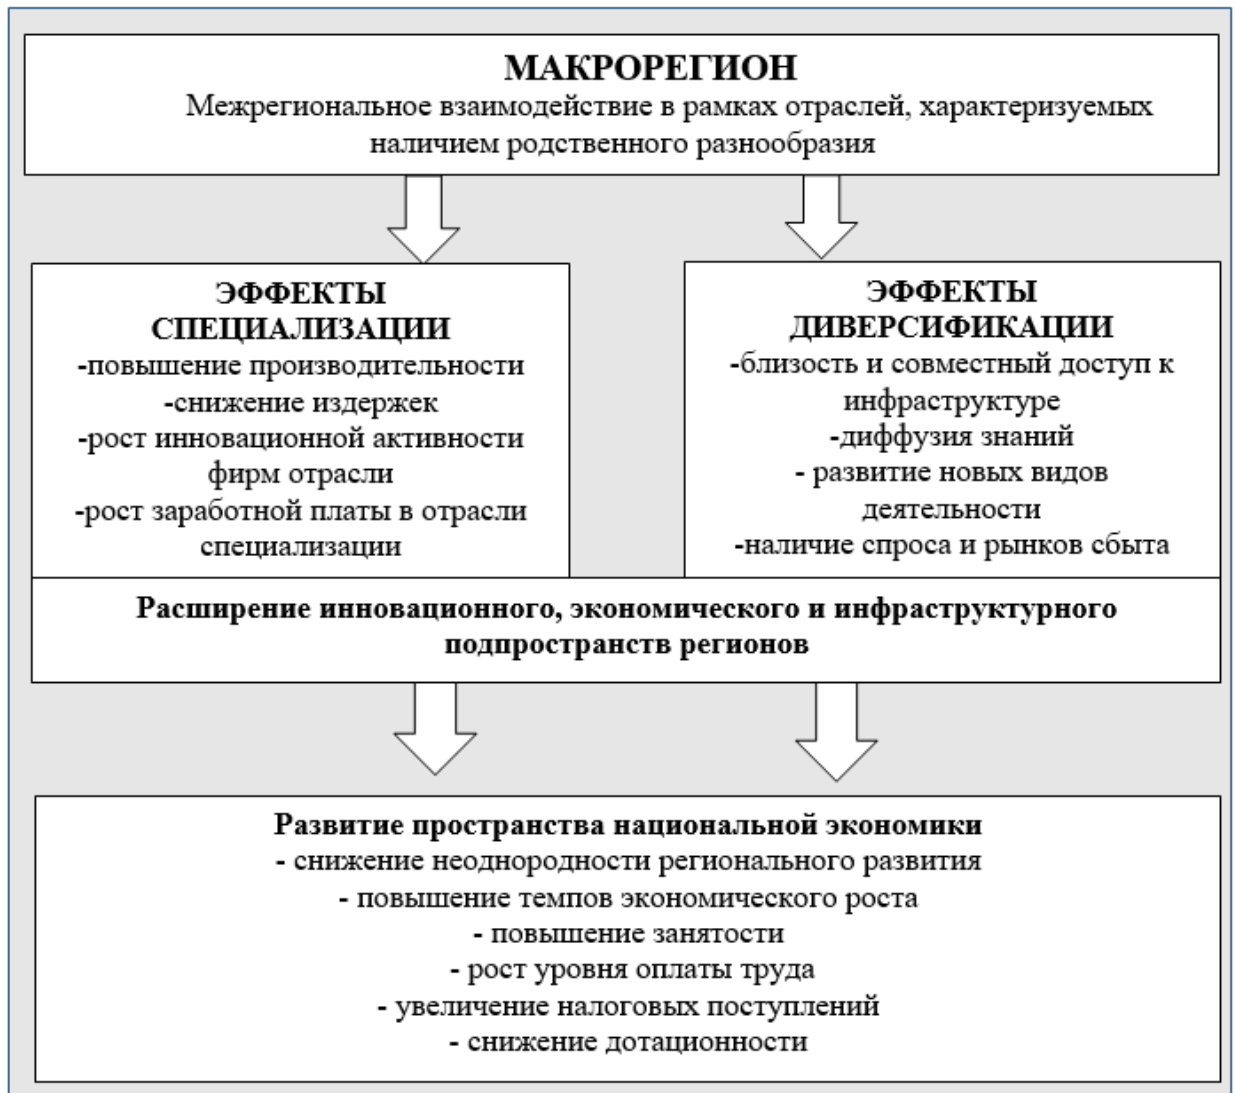 МАКРОРЕГИОН
Межрегиональное взаимодействие в рамках отраслей, характеризуемых
наличием родственного разнообразия
ЭФФЕКТЫ
СПЕЦИАЛИЗАЦИИ
-повышение производительности
-снижение издержек
-рост инновационной активности
фирм отрасли
-рост заработной платы в отрасли
специализации
ЭФФЕКТЫ
ДИВЕРСИФИКАЦИИ
-близость и совместный доступ к
инфраструктуре
-диффузия знаний
- развитие новых видов
деятельности
-наличие спроса и рынков сбыта
Расширение инновационного, экономического и инфраструктурного
подпространств регионов
Развитие пространства национальной экономики
- снижение неоднородности регионального развития
- повышение темпов экономического роста
- повышение занятости
- рост уровня оплаты труда
- увеличение налоговых поступлений
- снижение дотационности